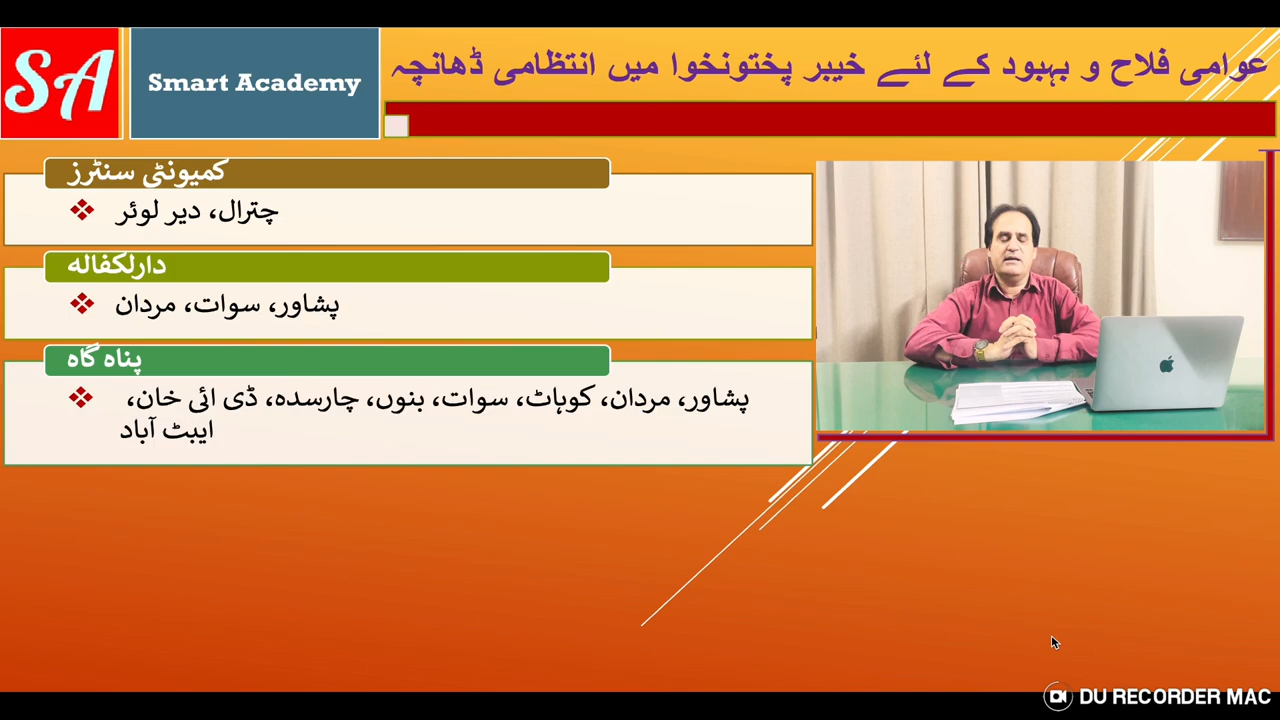 SA
Smart Academy
عوامی فلاح و بہبود کے لئے خیبر پختونخوا میں انتظامی ڈھانچہ
کمیونٹی سنٹرز
❖ چترال، دیر لوئر
دارلکفالہ
❖ پشاور، سوات، مردان
پناہ گاہ
❖ پشاور، مردان، کوہاٹ، سوات، بنوں، چارسدہ، ڈی ائی خان،
ایبٹ آباد
DU RECORDER MAC